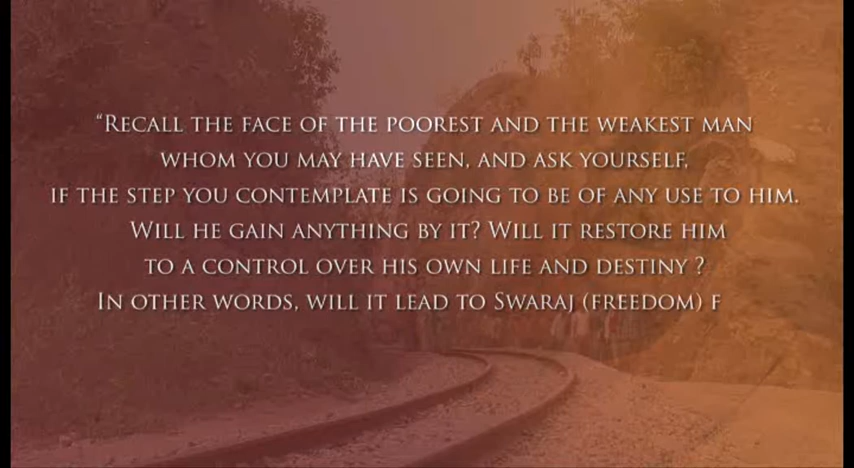 “Recall the face of the poorest and the weakest man
whom you may have seen, and ask yourself,
if the step you contemplate is going to be of any use to him.
Will he gain anything by it? Will it restore him
to a control over his own life and destiny ?
In other words, will it lead to Swaraj (freedom) f